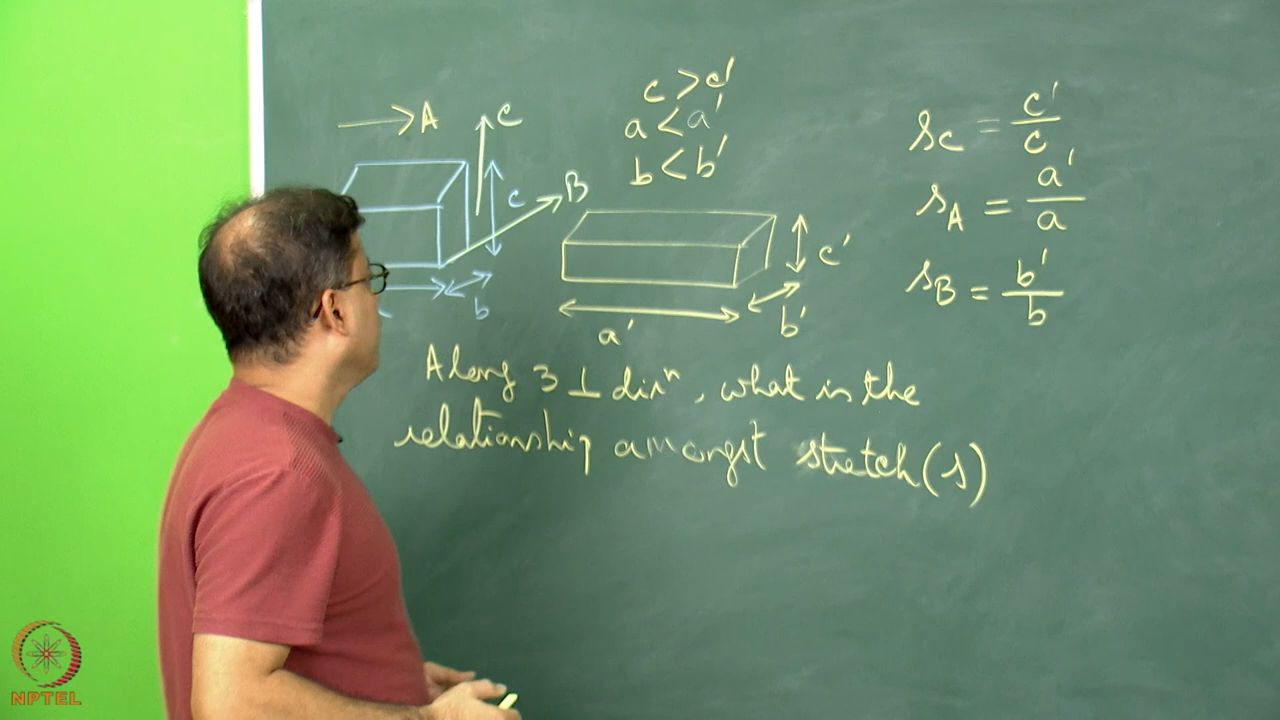 c > c'
a < a'
b < b'
→ A
C
B
c
b
a'
b'
c'
s_C = c'/c
s_A = a'/a
s_B = b'/b
Along 3 ⊥ dirⁿ, what is the
relationship amongst stretch (s)
NPTEL